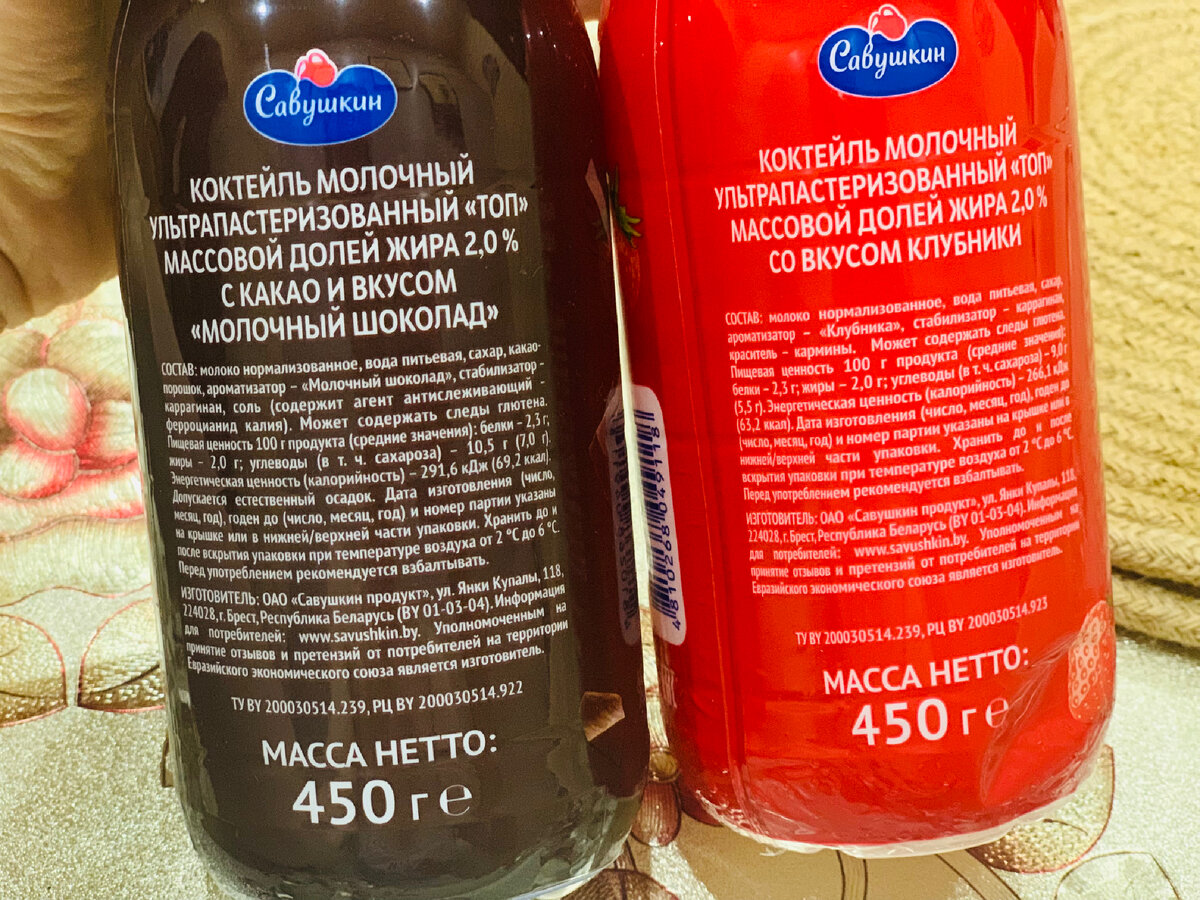 Савушкин
КОКТЕЙЛЬ МОЛОЧНЫЙ
УЛЬТРАПАСТЕРИЗОВАННЫЙ «ТОП»
МАССОВОЙ ДОЛЕЙ ЖИРА 2,0 %
С КАКАО И ВКУСОМ
«МОЛОЧНЫЙ ШОКОЛАД»
СОСТАВ: молоко нормализованное, вода питьевая, сахар, какао-
порошок, ароматизатор – «Молочный шоколад», стабилизатор -
каррагинан, соль (содержит агент антислеживающий -
ферроцианид калия). Может содержать следы глютена.
Пищевая ценность 100 г продукта (средние значения): белки – 2,3 г;
жиры – 2,0 г; углеводы (в т. ч. сахароза) – 10,5 г (7,0 г).
Энергетическая ценность (калорийность) – 291,6 кДж (69,2 ккал).
Допускается естественный осадок. Дата изготовления (число,
месяц, год), годен до (число, месяц, год) и номер партии указаны
на крышке или в нижней/верхней части упаковки. Хранить до и
после вскрытия упаковки при температуре воздуха от 2 °С до 6 °С.
Перед употреблением рекомендуется взбалтывать.
ИЗГОТОВИТЕЛЬ: ОАО «Савушкин продукт», ул. Янки Купалы, 118,
224028, г. Брест, Республика Беларусь (BY 01-03-04). Информация
для потребителей: www.savushkin.by. Уполномоченным на
принятие отзывов и претензий от потребителей на территории
Евразийского экономического союза является изготовитель.
ТУ BY 200030514.239, РЦ BY 200030514.922
МАССА НЕТТО:
450 г ℮
Савушкин
КОКТЕЙЛЬ МОЛОЧНЫЙ
УЛЬТРАПАСТЕРИЗОВАННЫЙ «ТОП»
МАССОВОЙ ДОЛЕЙ ЖИРА 2,0 %
СО ВКУСОМ КЛУБНИКИ
СОСТАВ: молоко нормализованное, вода питьевая, сахар,
ароматизатор – «Клубника», стабилизатор – каррагинан,
краситель – кармины. Может содержать следы глютена.
Пищевая ценность 100 г продукта (средние значения):
белки – 2,3 г; жиры – 2,0 г; углеводы (в т. ч. сахароза) – 9,0 г
(5,5 г). Энергетическая ценность (калорийность) – 266,1 кДж
(63,2 ккал). Дата изготовления (число, месяц, год), годен до
(число, месяц, год) и номер партии указаны на крышке или в
нижней/верхней части упаковки. Хранить до и после
вскрытия упаковки при температуре воздуха от 2 °С до 6 °С.
Перед употреблением рекомендуется взбалтывать.
ИЗГОТОВИТЕЛЬ: ОАО «Савушкин продукт», ул. Янки Купалы, 118,
224028, г. Брест, Республика Беларусь (BY 01-03-04). Информация
для потребителей: www.savushkin.by. Уполномоченным на
принятие отзывов и претензий от потребителей на территории
Евразийского экономического союза является изготовитель.
ТУ BY 200030514.239, РЦ BY 200030514.923
МАССА НЕТТО:
450 г ℮